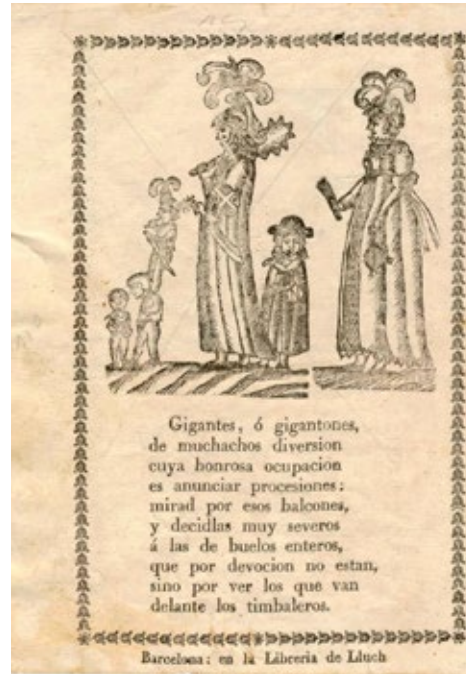 Gigantes, ó gigantones,
de muchachos diversion
cuya honrosa ocupacion
es anunciar procesiones:
mirad por esos balcones,
y decidlas muy severos
á las de buelos enteros,
que por devocion no estan,
sino por ver los que van
delante los timbaleros.
Barcelona: en la Libreria de Lluch